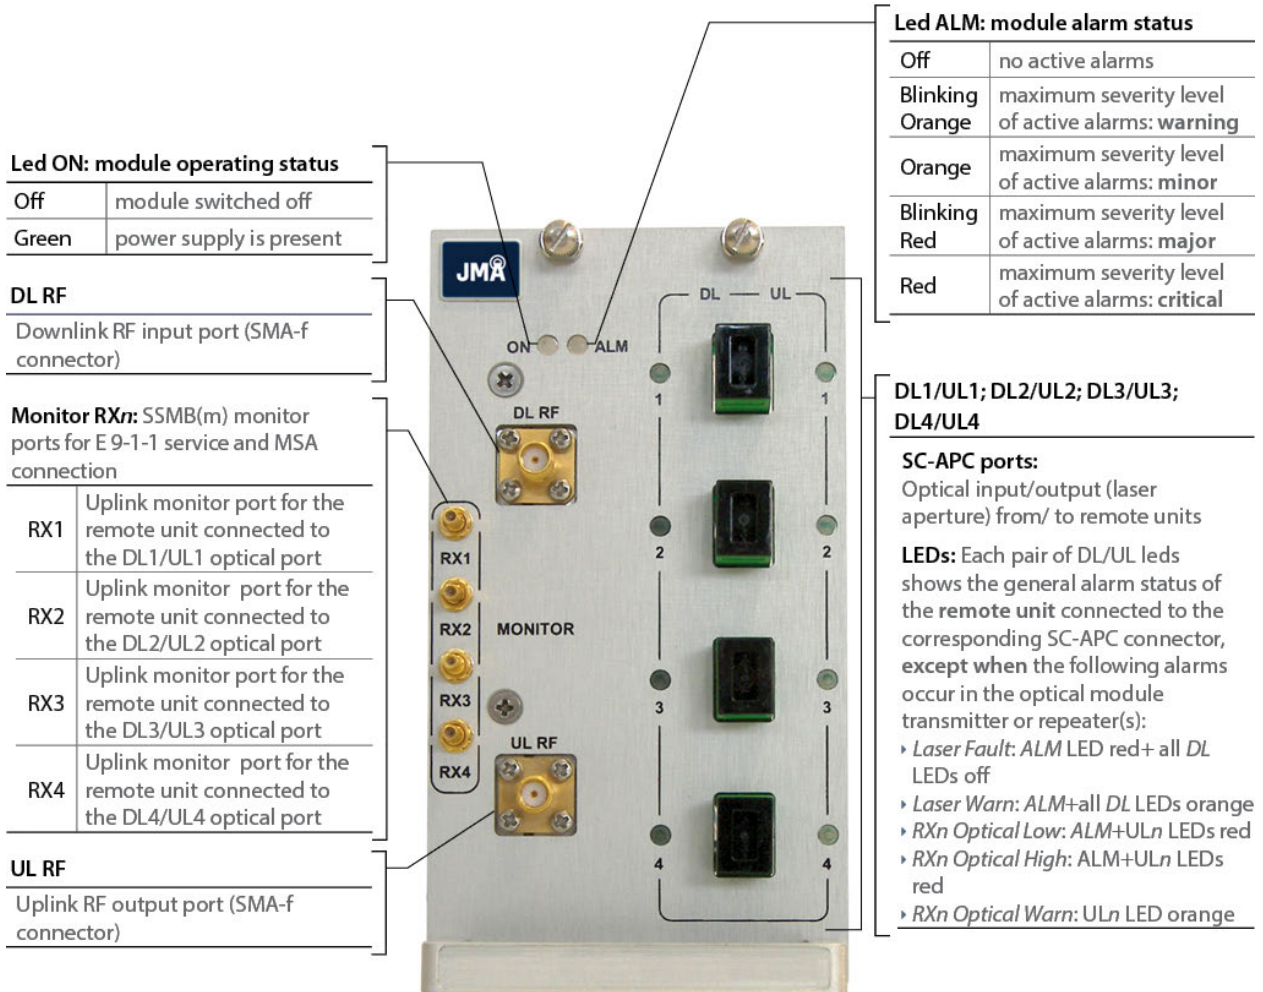 Led ON: module operating status
Off module switched off
Green power supply is present
DL RF
Downlink RF input port (SMA-f
connector)
Monitor RXn: SSMB(m) monitor
ports for E 9-1-1 service and MSA
connection
RX1 Uplink monitor port for the
remote unit connected to
the DL1/UL1 optical port
RX2 Uplink monitor port for the
remote unit connected to
the DL2/UL2 optical port
RX3 Uplink monitor port for the
remote unit connected to
the DL3/UL3 optical port
RX4 Uplink monitor port for the
remote unit connected to
the DL4/UL4 optical port
UL RF
Uplink RF output port (SMA-f
connector)
JMA
DL UL
ON ALM
1 1
DL RF
RX1
2 2
RX2
MONITOR
RX3
3 3
UL RF
RX4
4 4
Led ALM: module alarm status
Off no active alarms
Blinking Orange maximum severity level
of active alarms: warning
Orange maximum severity level
of active alarms: minor
Blinking Red maximum severity level
of active alarms: major
Red maximum severity level
of active alarms: critical
DL1/UL1; DL2/UL2; DL3/UL3;
DL4/UL4
SC-APC ports:
Optical input/output (laser
aperture) from/ to remote units
LEDs: Each pair of DL/UL leds
shows the general alarm status of
the remote unit connected to the
corresponding SC-APC connector,
except when the following alarms
occur in the optical module
transmitter or repeater(s):
Laser Fault: ALM LED red+ all DL
LEDs off
Laser Warn: ALM+all DL LEDs orange
RXn Optical Low: ALM+ULn LEDs red
RXn Optical High: ALM+ULn LEDs
red
RXn Optical Warn: ULn LED orange